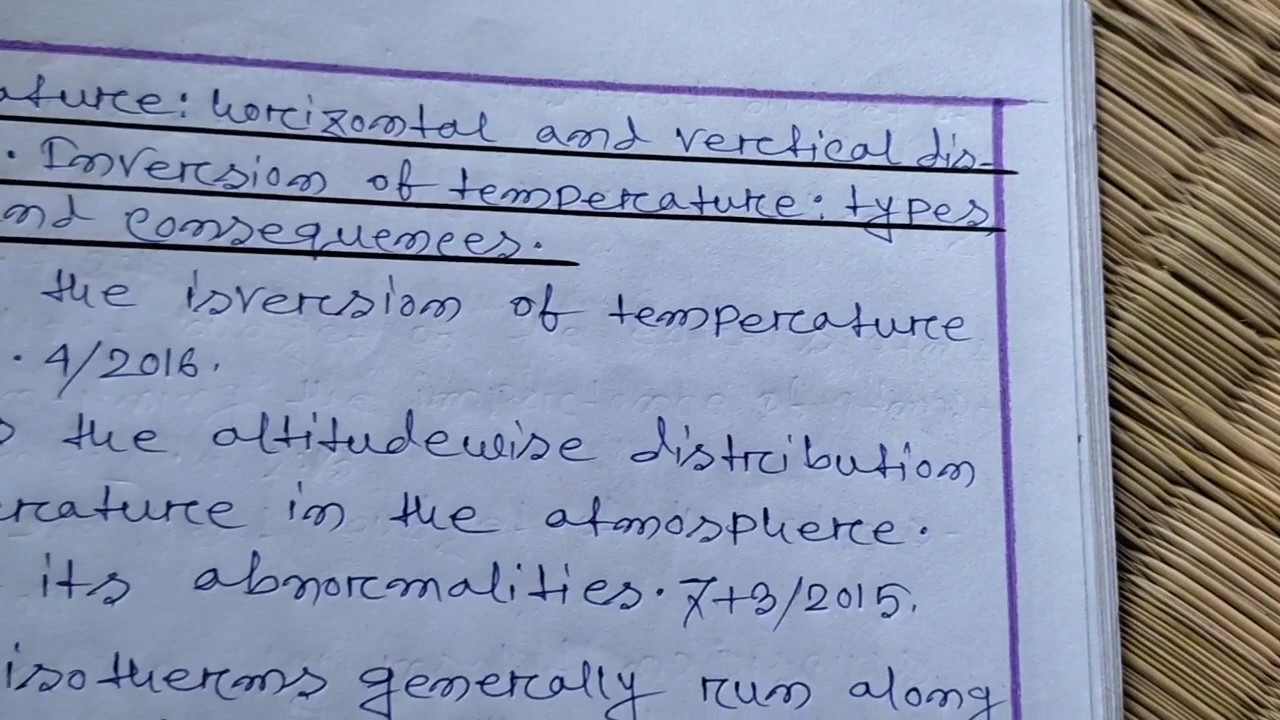 ature: horizontal and vertical dis-
. Inversion of temperature: types,
nd consequences.
the isversion of temperature
. 4/2016.
the altitudewise distribution
rature in the atmosphere.
its abnormalities. 7+3/2015.
isotherms generally run along